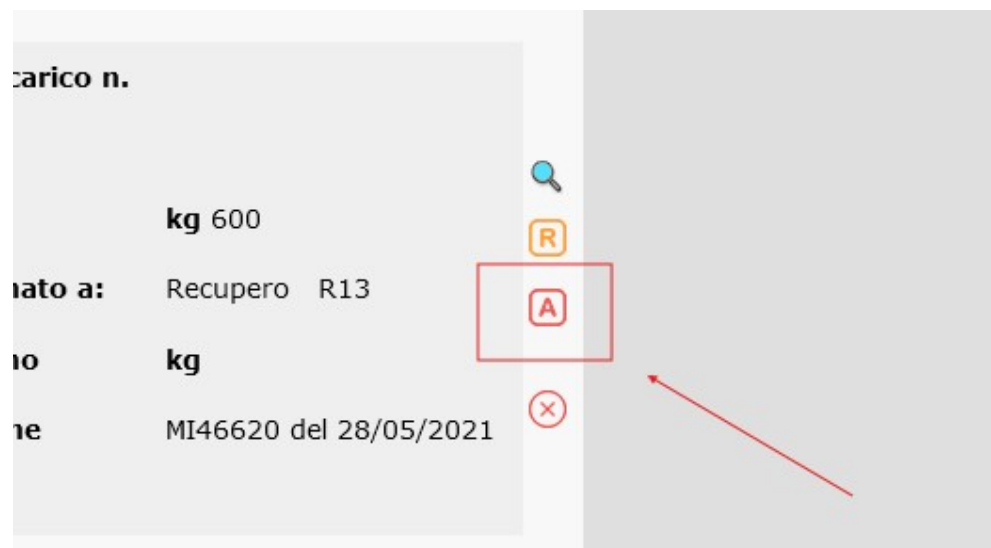 carico n.
kg 600
R
nato a: Recupero R13
A
no kg
ne MI46620 del 28/05/2021